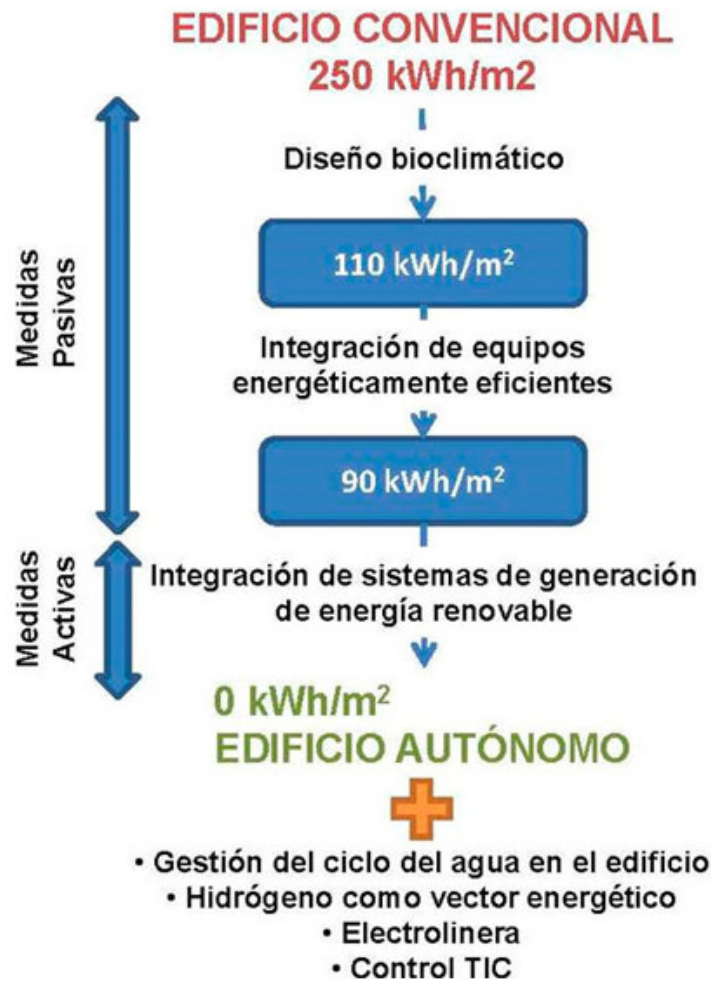 EDIFICIO CONVENCIONAL
250 kWh/m2
Diseño bioclimático
110 kWh/m²
Medidas
Pasivas
Integración de equipos
energéticamente eficientes
90 kWh/m²
Medidas
Activas
Integración de sistemas de generación
de energía renovable
0 kWh/m²
EDIFICIO AUTÓNOMO
• Gestión del ciclo del agua en el edificio
• Hidrógeno como vector energético
• Electrolinera
• Control TIC